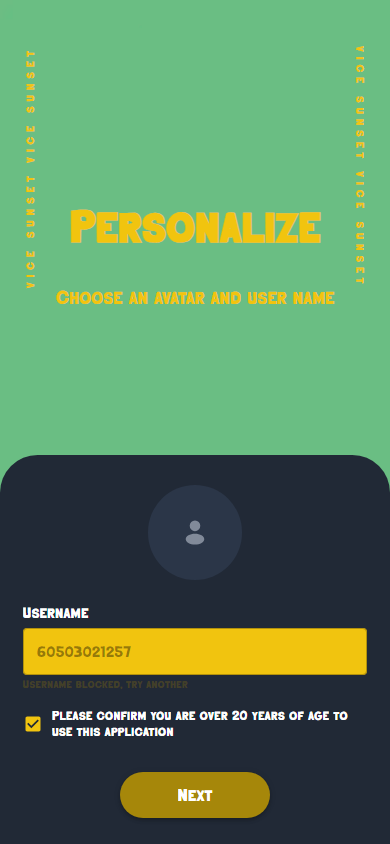 VICE SUNSET VICE SUNSET
VICE SUNSET VICE SUNSET
Personalize
Choose an avatar and user name
Username
60503021257
Username blocked, try another
Please confirm you are over 20 years of age to
use this application
Next